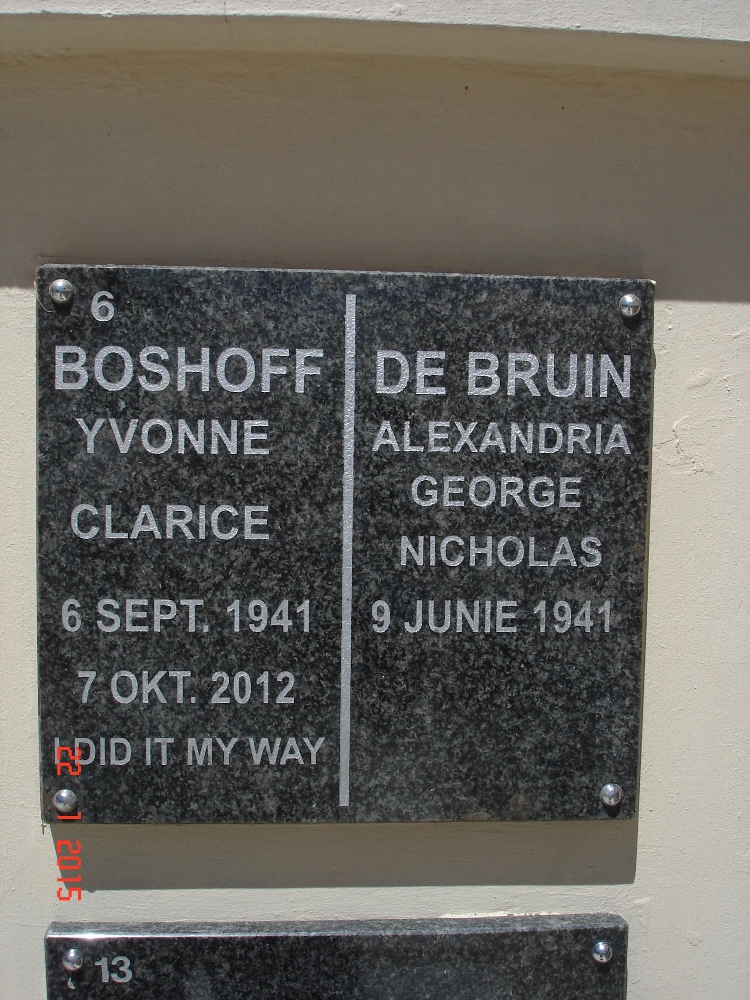 6
BOSHOFF
YVONNE
CLARICE
6 SEPT. 1941
7 OKT. 2012
I DID IT MY WAY
DE BRUIN
ALEXANDRIA
GEORGE
NICHOLAS
9 JUNIE 1941
22 1 2015
13